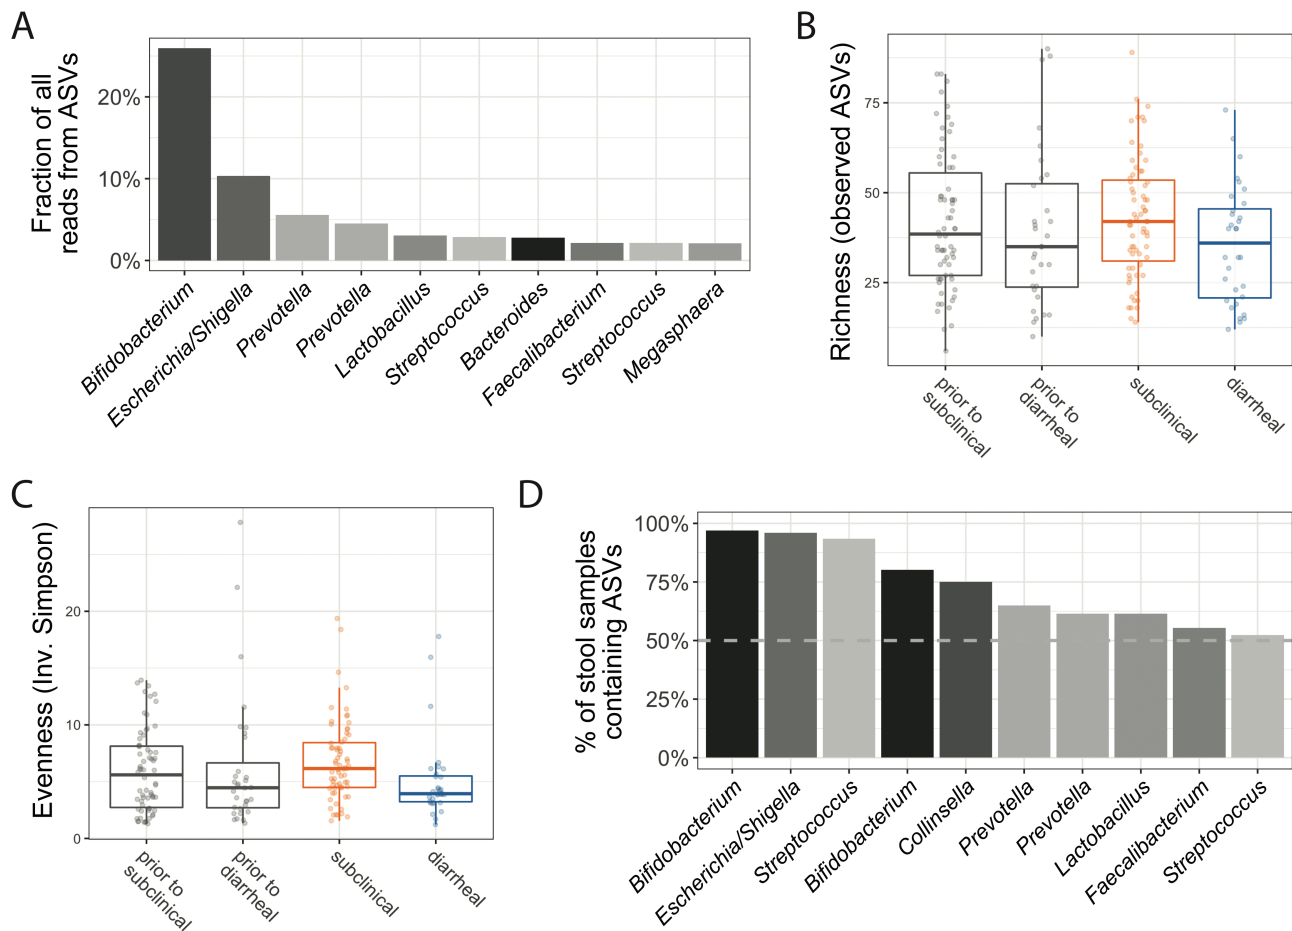 A
Fraction of all
reads from ASVs
20%
10%
0%
Bifidobacterium
Escherichia/Shigella
Prevotella
Prevotella
Lactobacillus
Streptococcus
Bacteroides
Faecalibacterium
Streptococcus
Megasphaera
B
Richness (observed ASVs)
75
50
25
prior to
subclinical
prior to
diarrheal
subclinical
diarrheal
C
Evenness (Inv. Simpson)
20
10
0
prior to
subclinical
prior to
diarrheal
subclinical
diarrheal
D
% of stool samples
containing ASVs
100%
75%
50%
25%
0%
Bifidobacterium
Escherichia/Shigella
Streptococcus
Bifidobacterium
Collinsella
Prevotella
Prevotella
Lactobacillus
Faecalibacterium
Streptococcus